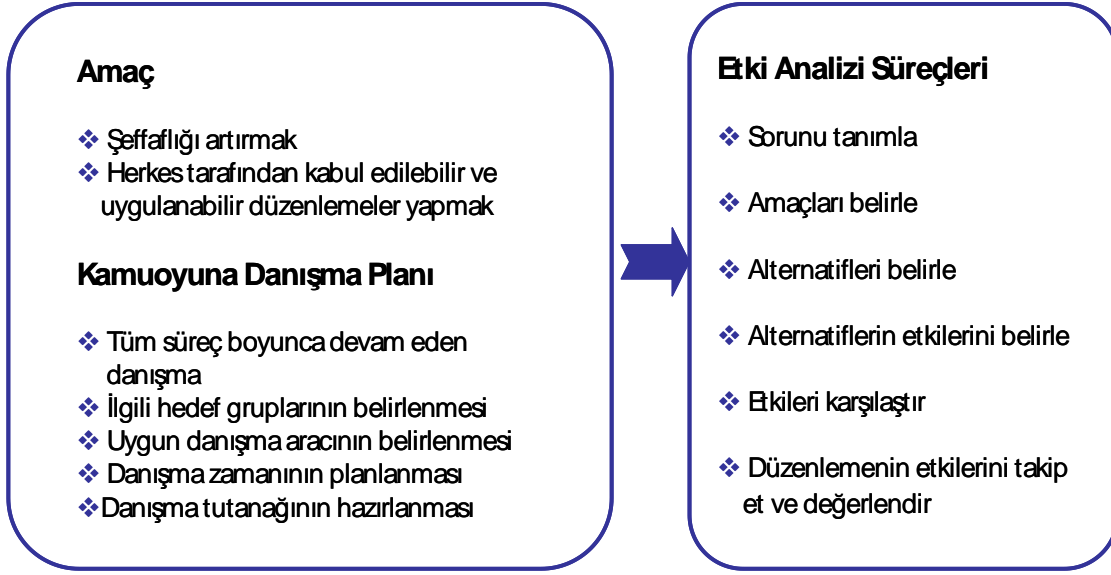 Amaç
❖ Şeffaflığı artırmak
❖ Herkes tarafından kabul edilebilir ve
uygulanabilir düzenlemeler yapmak
Kamuoyuna Danışma Planı
❖ Tüm süreç boyunca devam eden
danışma
❖ İlgili hedef gruplarının belirlenmesi
❖ Uygun danışma aracının belirlenmesi
❖ Danışma zamanının planlanması
❖ Danışma tutanağının hazırlanması
Etki Analizi Süreçleri
❖ Sorunu tanımla
❖ Amaçları belirle
❖ Alternatifleri belirle
❖ Alternatiflerin etkilerini belirle
❖ Etkileri karşılaştır
❖ Düzenlemenin etkilerini takip
et ve değerlendir